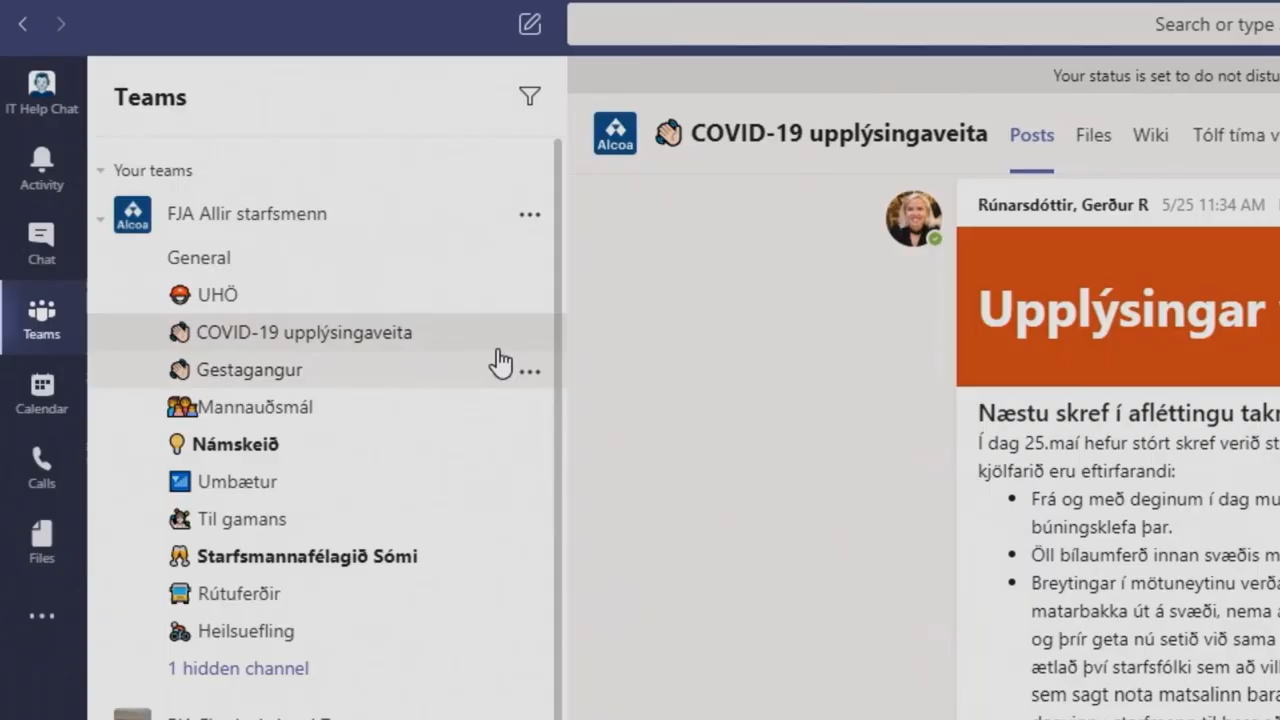 Search or type
IT Help Chat
Activity
Chat
Teams
Calendar
Calls
Files
Teams
Your teams
Alcoa
FJA Allir starfsmenn
General
UHÖ
COVID-19 upplýsingaveita
Gestagangur
Mannauðsmál
Námskeið
Umbætur
Til gamans
Starfsmannafélagið Sómi
Rútuferðir
Heilsuefling
1 hidden channel
Your status is set to do not distu
Alcoa
COVID-19 upplýsingaveita Posts Files Wiki Tólf tíma v
Rúnarsdóttir, Gerður R 5/25 11:34 AM
Upplýsingar
Næstu skref í afléttingu tak
Í dag 25.maí hefur stórt skref verið st
kjölfarið eru eftirfarandi:
Frá og með deginum í dag mu
búningsklefa þar.
Öll bílaumferð innan svæðis m
Breytingar í mötuneytinu verða
matarbakka út á svæði, nema
og þrír geta nú setið við sama
ætlað því starfsfólki sem að vil
sem sagt nota matsalinn bara